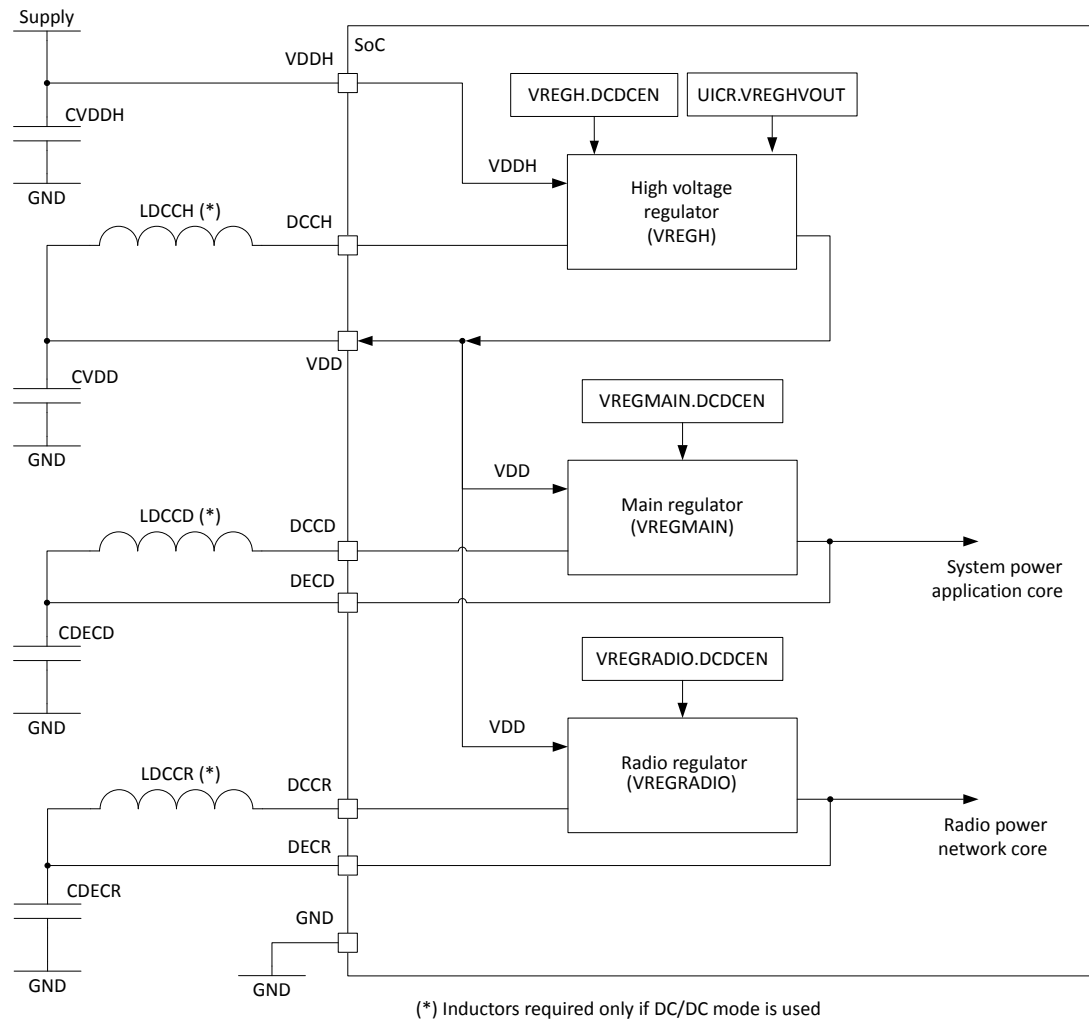 Supply
SoC
VDDH
VREGH.DCDCEN
UICR.VREGHVOUT
CVDDH
VDDH
GND
High voltage
regulator
(VREGH)
LDCCH (*)
DCCH
VDD
CVDD
GND
VREGMAIN.DCDCEN
VDD
Main regulator
(VREGMAIN)
LDCCD (*)
DCCD
DECD
System power
application core
CDECD
GND
VREGRADIO.DCDCEN
VDD
Radio regulator
(VREGRADIO)
LDCCR (*)
DCCR
DECR
Radio power
network core
CDECR
GND
GND
GND
(*) Inductors required only if DC/DC mode is used